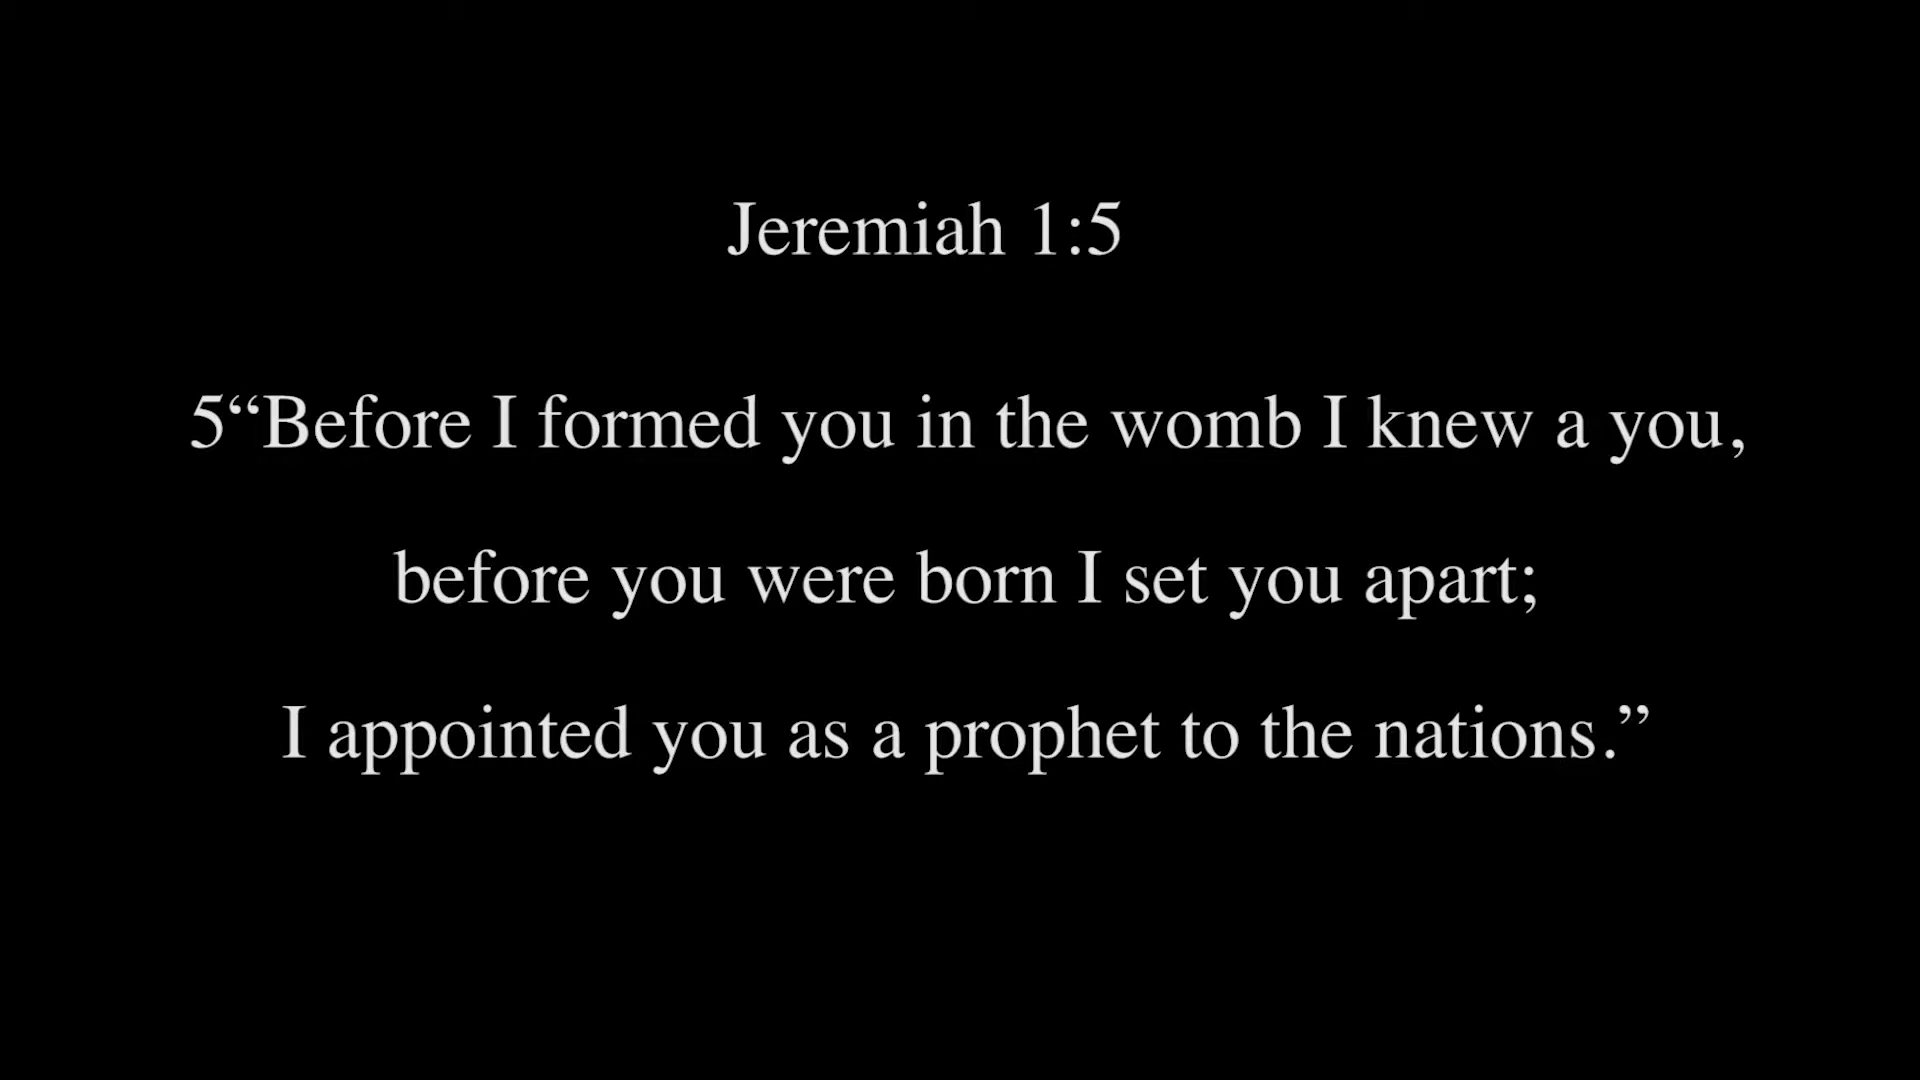 Jeremiah 1:5
5“Before I formed you in the womb I knew a you,
before you were born I set you apart;
I appointed you as a prophet to the nations.”